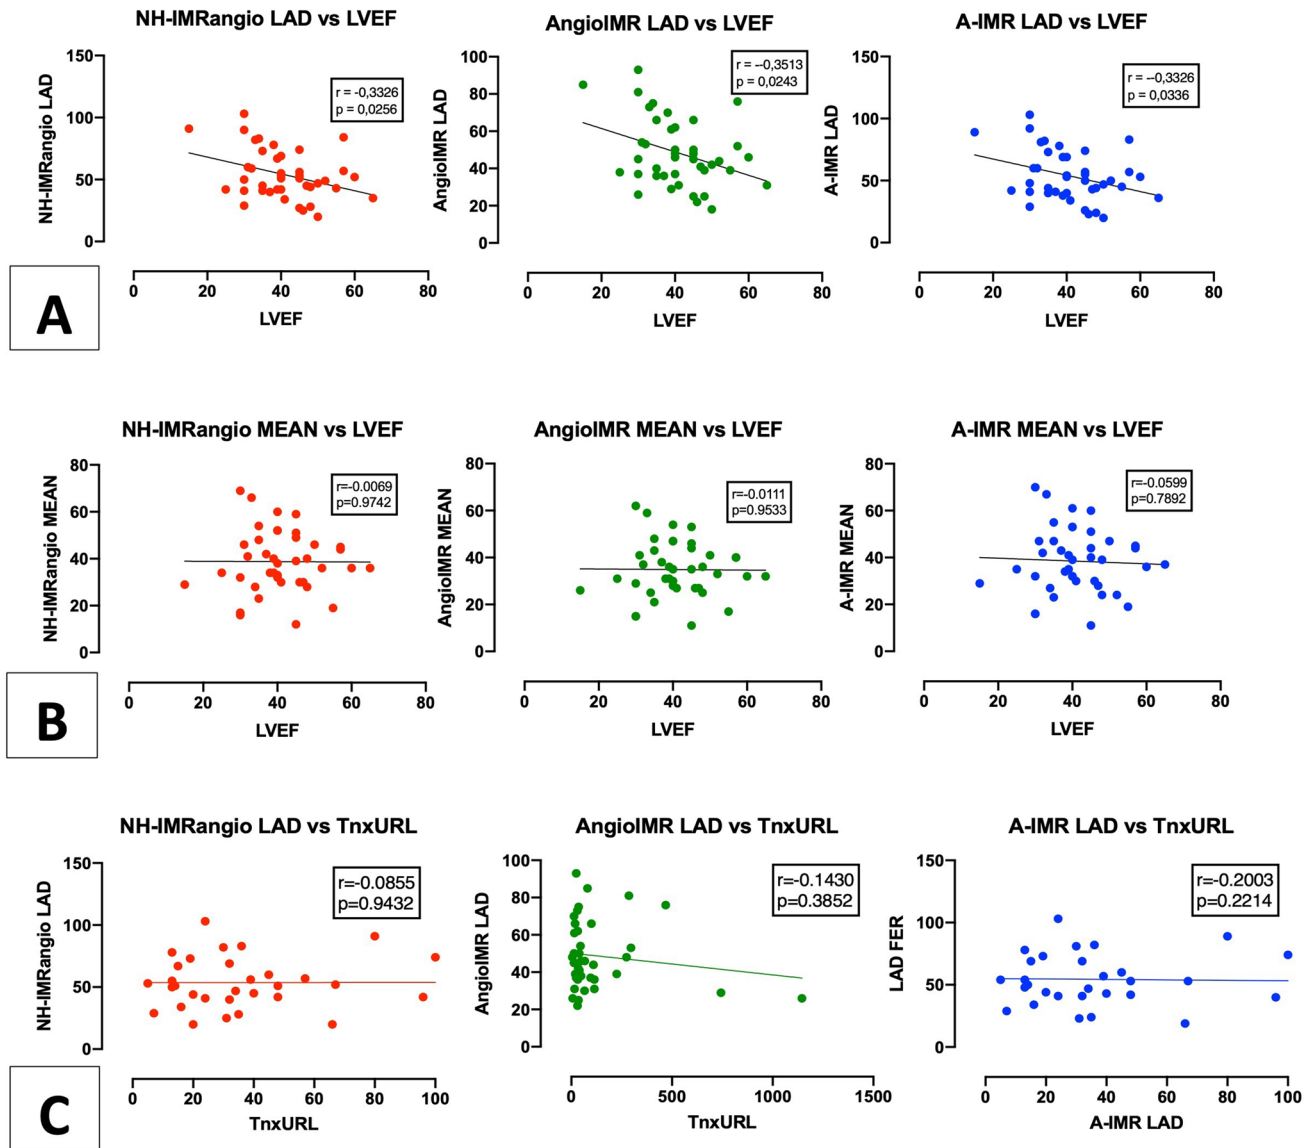 NH-IMRangio LAD vs LVEF
AngioIMR LAD vs LVEF
A-IMR LAD vs LVEF
NH-IMRangio LAD
150
100
50
0
r = -0,3326
p = 0,0256
0 20 40 60 80
LVEF
AngioIMR LAD
100
80
60
40
20
0
r = --0,3513
p = 0,0243
0 20 40 60 80
LVEF
A-IMR LAD
150
100
50
0
r = --0,3326
p = 0,0336
0 20 40 60 80
LVEF
A
NH-IMRangio MEAN vs LVEF
AngioIMR MEAN vs LVEF
A-IMR MEAN vs LVEF
NH-IMRangio MEAN
80
60
40
20
0
r=-0.0069
p=0.9742
0 20 40 60 80
LVEF
AngioIMR MEAN
80
60
40
20
0
r=-0.0111
p=0.9533
0 20 40 60 80
LVEF
A-IMR MEAN
80
60
40
20
0
r=-0.0599
p=0.7892
0 20 40 60 80
LVEF
B
NH-IMRangio LAD vs TnxURL
AngioIMR LAD vs TnxURL
A-IMR LAD vs TnxURL
NH-IMRangio LAD
150
100
50
0
r=-0.0855
p=0.9432
0 20 40 60 80 100
TnxURL
AngioIMR LAD
100
80
60
40
20
0
r=-0.1430
p=0.3852
0 500 1000 1500
TnxURL
LAD FER
150
100
50
0
r=-0.2003
p=0.2214
0 20 40 60 80 100
A-IMR LAD
C